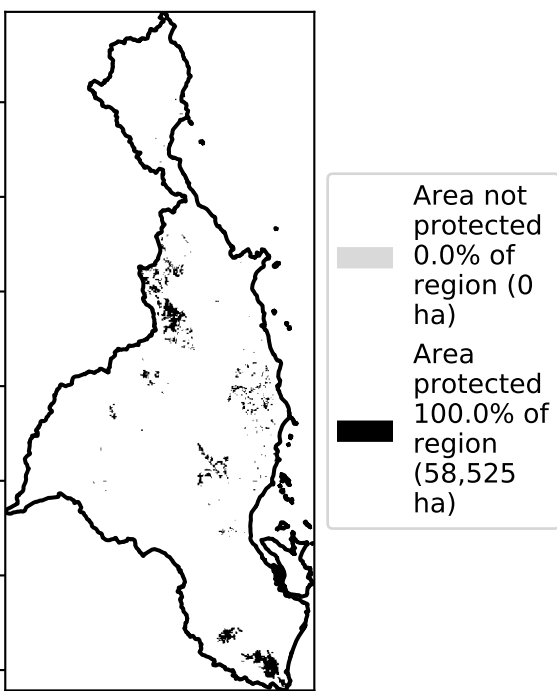 Area not
protected
0.0% of
region (0
ha)
Area
protected
100.0% of
region
(58,525
ha)